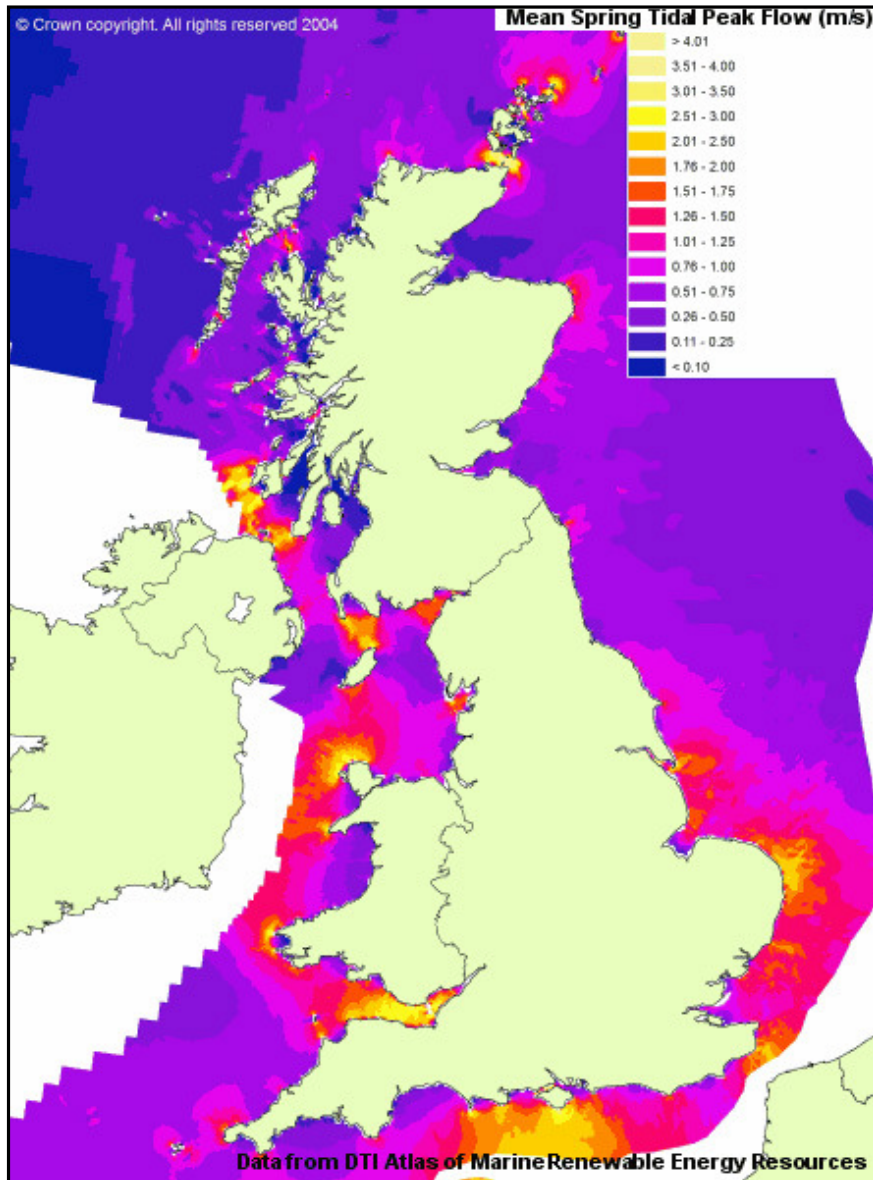 © Crown copyright. All rights reserved 2004
Mean Spring Tidal Peak Flow (m/s)
> 4.01
3.51 - 4.00
3.01 - 3.50
2.51 - 3.00
2.01 - 2.50
1.76 - 2.00
1.51 - 1.75
1.26 - 1.50
1.01 - 1.25
0.76 - 1.00
0.51 - 0.75
0.26 - 0.50
0.11 - 0.25
< 0.10
Data from DTI Atlas of Marine Renewable Energy Resources